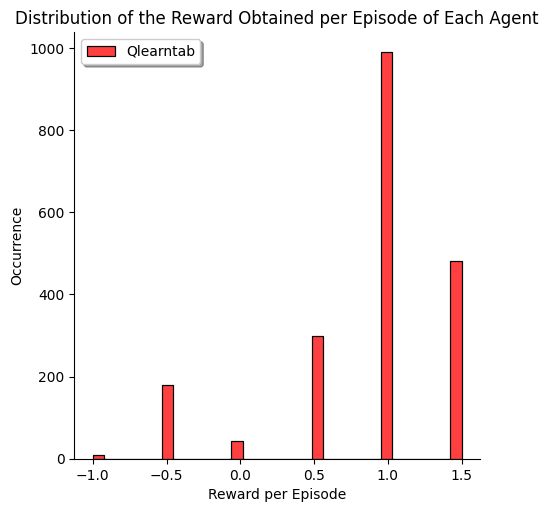 Distribution of the Reward Obtained per Episode of Each Agent
Qlearntab
1000
800
600
400
200
0
Occurrence
−1.0 −0.5 0.0 0.5 1.0 1.5
Reward per Episode